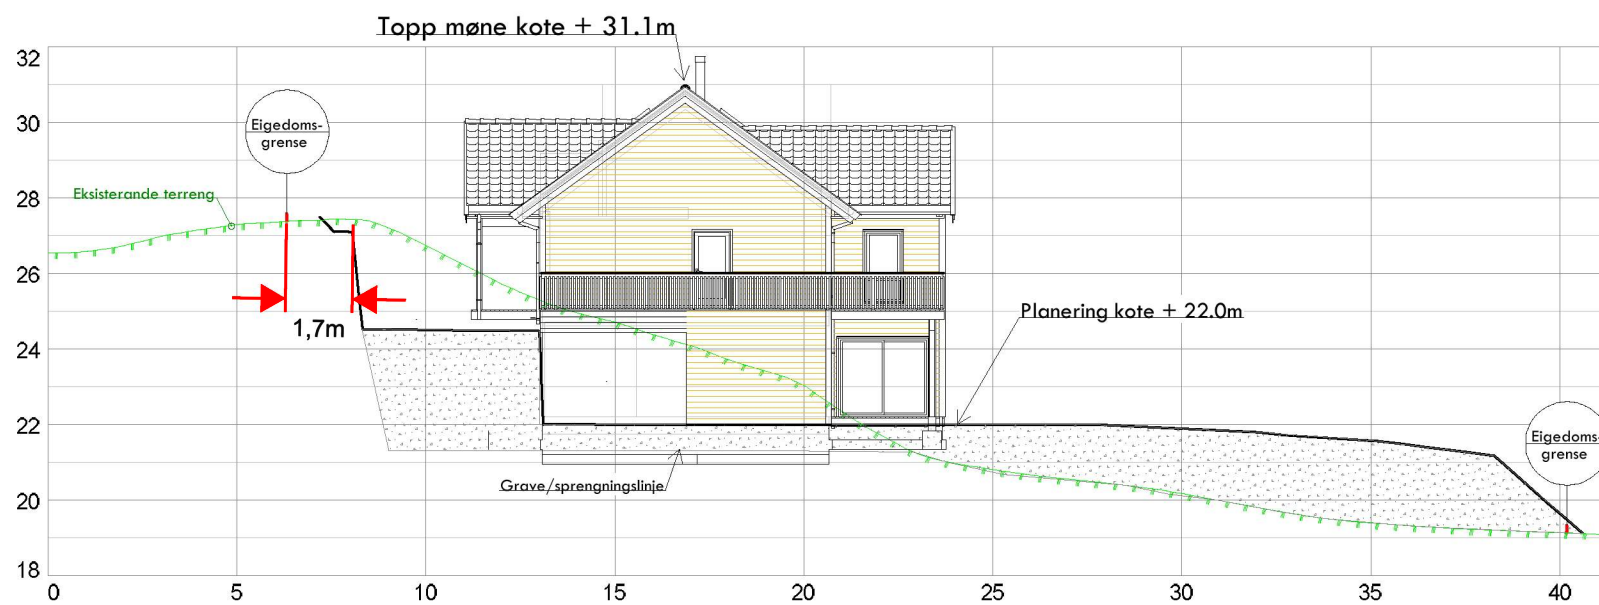 Topp møne kote + 31.1m
32
30
28
26
24
22
20
18
Eigedoms-
grense
Eksisterande terreng
1,7m
Planering kote + 22.0m
Grave/sprengningslinje
Eigedoms-
grense
0
5
10
15
20
25
30
35
40